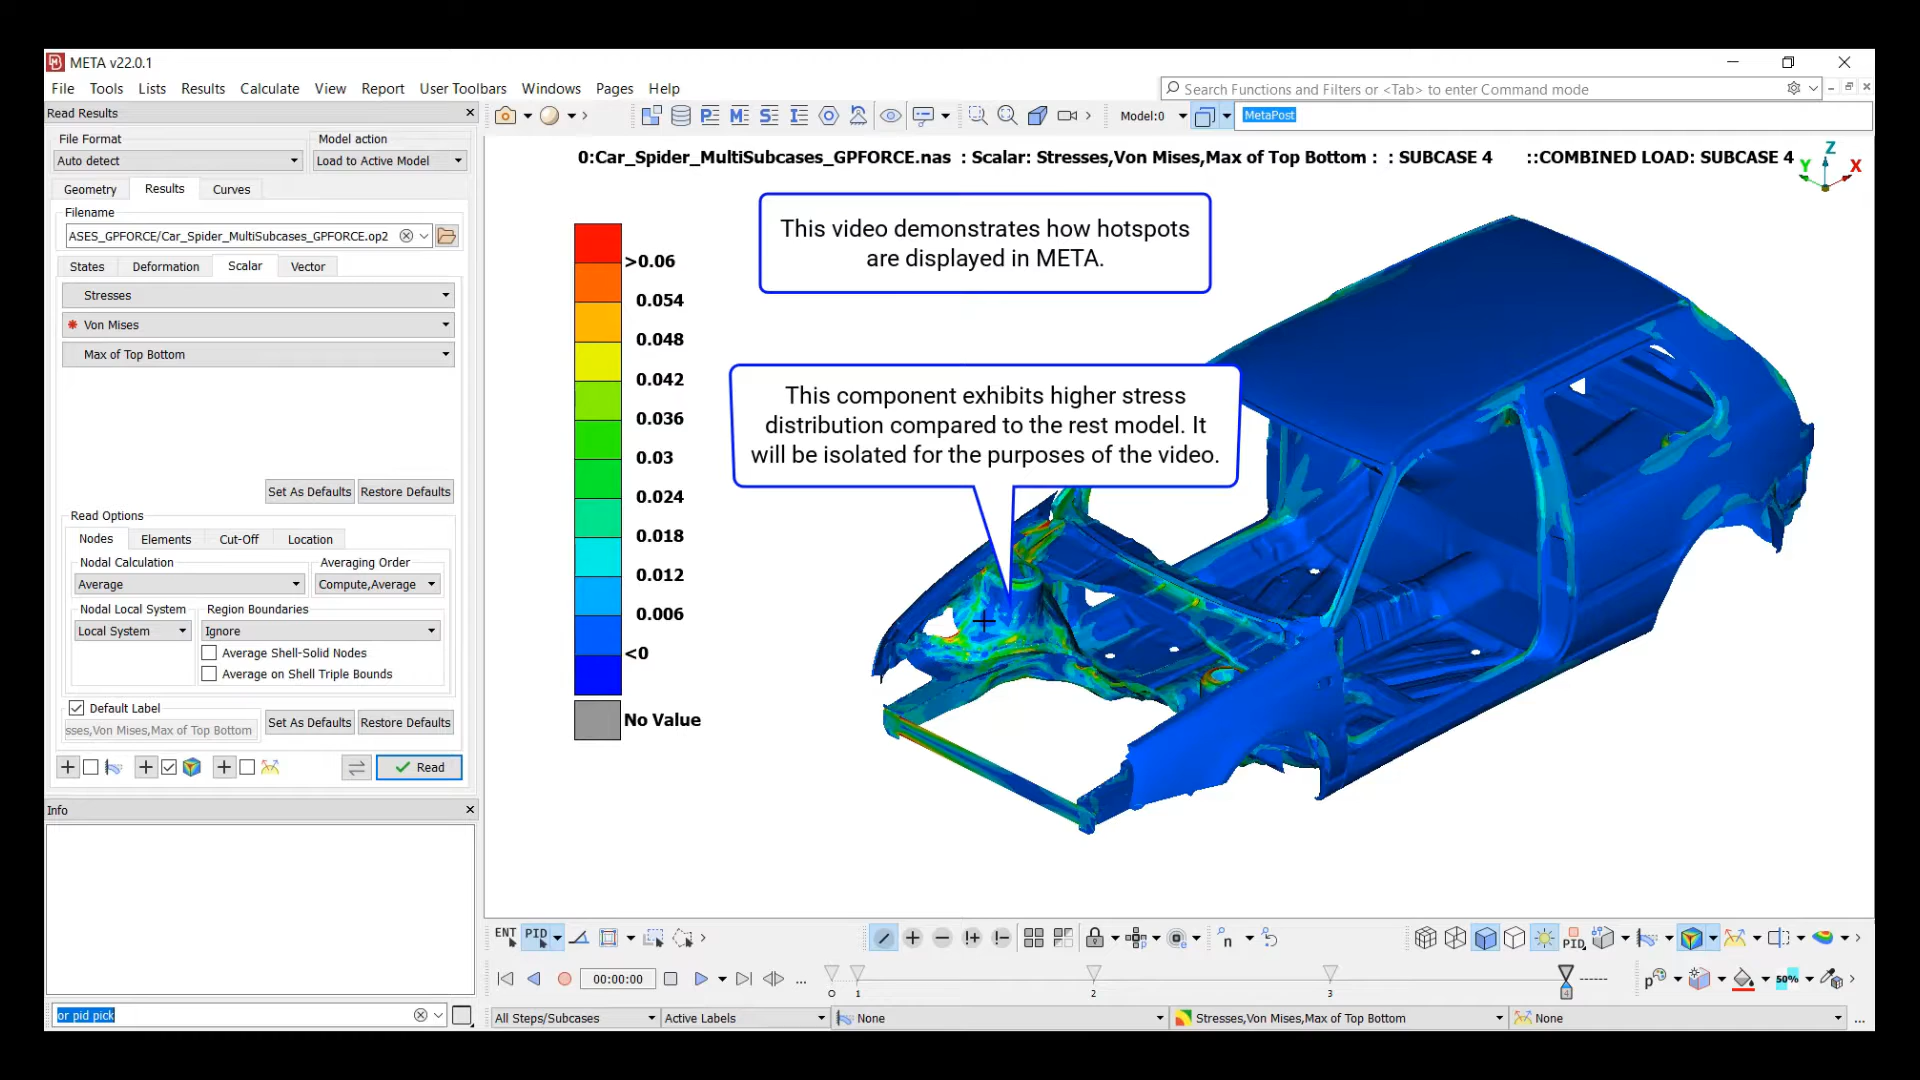 META v22.0.1
File Tools Lists Results Calculate View Report User Toolbars Windows Pages Help
Search Functions and Filters or <Tab> to enter Command mode
Read Results
File Format
Model action
Auto detect
Load to Active Model
Model:0
MetaPost
Geometry Results Curves
Filename
ASES_GPFORCE/Car_Spider_MultiSubcases_GPFORCE.op2
States Deformation Scalar Vector
Stresses
Von Mises
Max of Top Bottom
Set As Defaults Restore Defaults
Read Options
Nodes Elements Cut-Off Location
Nodal Calculation
Averaging Order
Average
Compute,Average
Nodal Local System
Region Boundaries
Local System
Ignore
Average Shell-Solid Nodes
Average on Shell Triple Bounds
Default Label
sses,Von Mises,Max of Top Bottom
Set As Defaults Restore Defaults
Read
Info
or pid pick
0:Car_Spider_MultiSubcases_GPFORCE.nas : Scalar: Stresses,Von Mises,Max of Top Bottom : : SUBCASE 4 ::COMBINED LOAD: SUBCASE 4
Z
Y
X
This video demonstrates how hotspots
are displayed in META.
This component exhibits higher stress
distribution compared to the rest model. It
will be isolated for the purposes of the video.
>0.06
0.054
0.048
0.042
0.036
0.03
0.024
0.018
0.012
0.006
<0
No Value
ENT
PID
n
PID
00:00:00
...
0 1 2 3 4
p
50%
All Steps/Subcases
Active Labels
None
Stresses,Von Mises,Max of Top Bottom
None
...